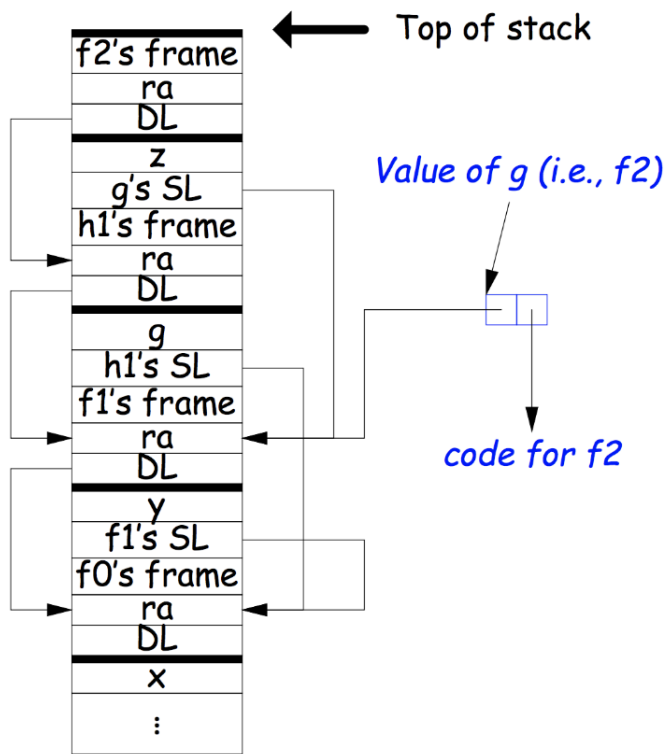 Top of stack
f2's frame
ra
DL
z
g's SL
h1's frame
ra
DL
g
h1's SL
f1's frame
ra
DL
y
f1's SL
f0's frame
ra
DL
x
⋮
Value of g (i.e., f2)
code for f2